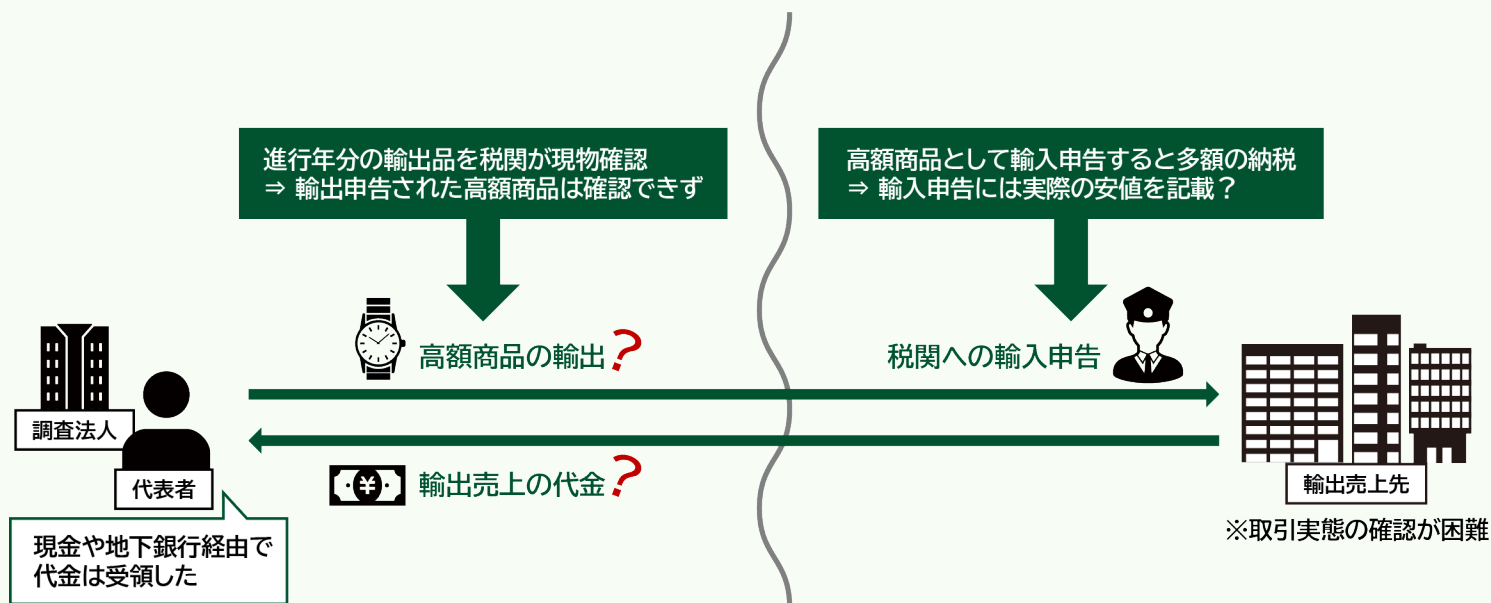 進行年分の輸出品を税関が現物確認
⇒ 輸出申告された高額商品は確認できず
高額商品として輸入申告すると多額の納税
⇒ 輸入申告には実際の安値を記載？
高額商品の輸出?
税関への輸入申告
調査法人
代表者
¥
輸出売上の代金?
輸出売上先
※取引実態の確認が困難
現金や地下銀行経由で
代金は受領した